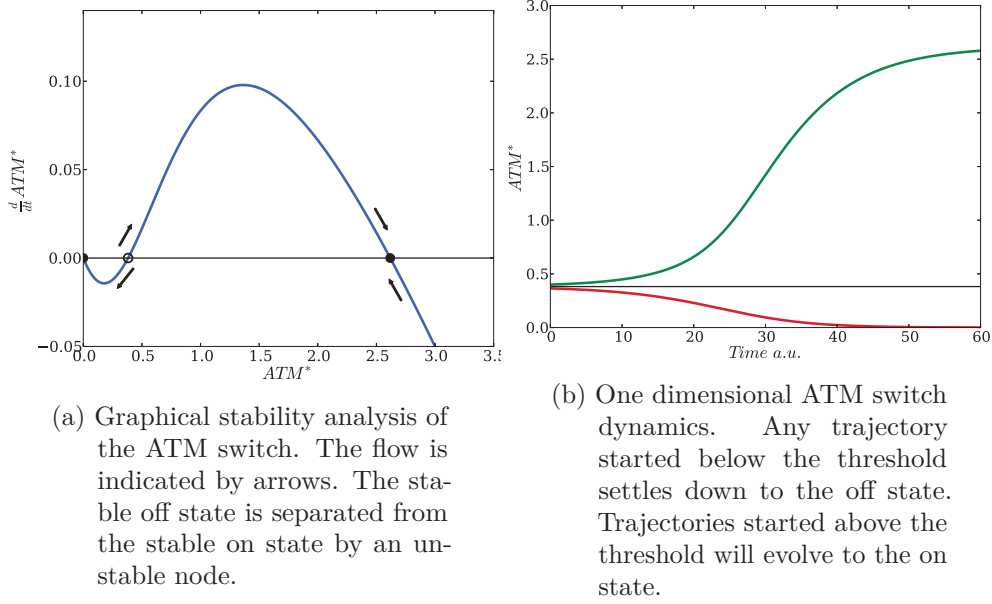 0.10
0.05
0.00
−0.05
d/dt ATM*
0.0 0.5 1.0 1.5 2.0 2.5 3.0 3.5
ATM*
(a) Graphical stability analysis of
the ATM switch. The flow is
indicated by arrows. The sta-
ble off state is separated from
the stable on state by an un-
stable node.
3.0
2.5
2.0
1.5
1.0
0.5
0.0
ATM*
0 10 20 30 40 50 60
Time a.u.
(b) One dimensional ATM switch
dynamics. Any trajectory
started below the threshold
settles down to the off state.
Trajectories started above the
threshold will evolve to the on
state.